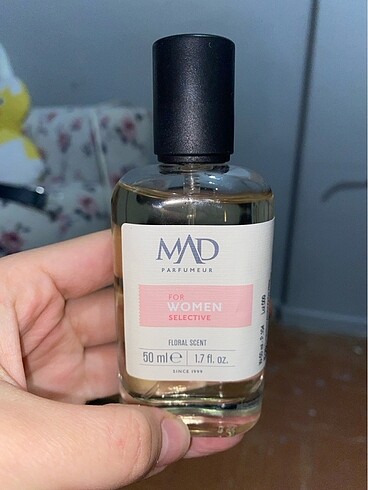 MAD
PARFUMEUR
FOR
WOMEN
SELECTIVE
FLORAL SCENT
50 ml ℮ 1.7 fl. oz.
SINCE 1999